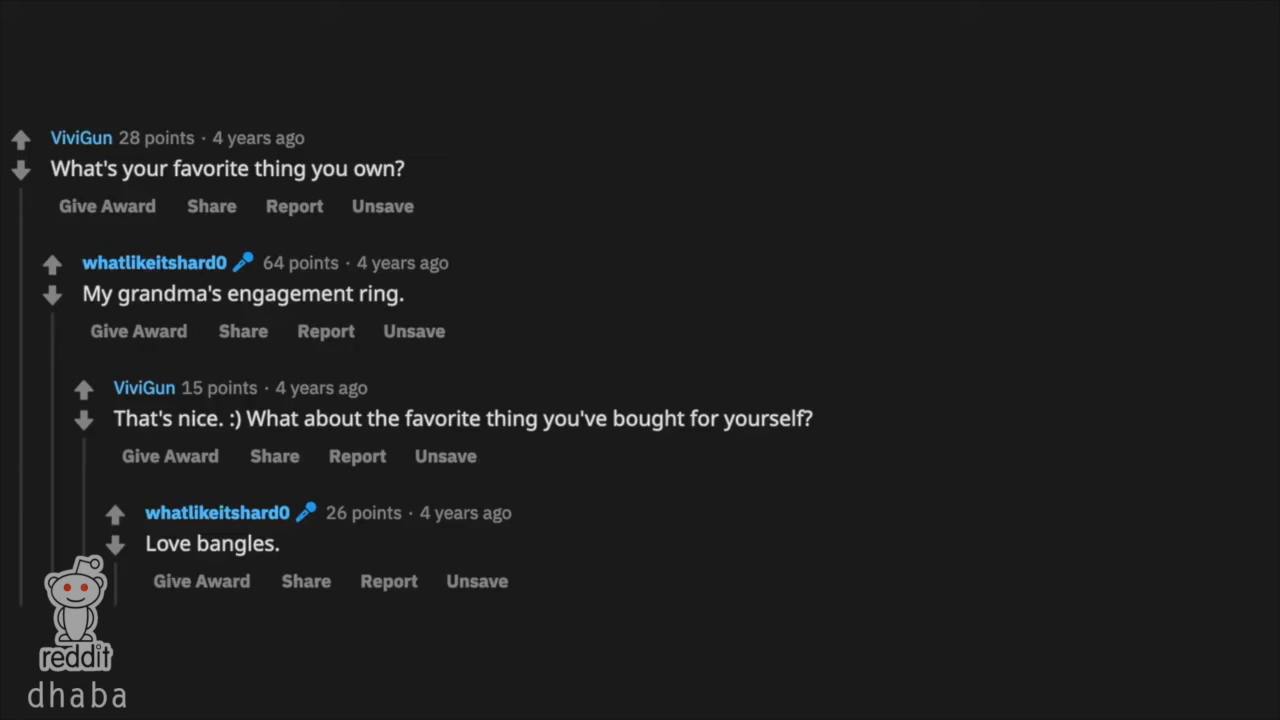 ViviGun 28 points · 4 years ago
What's your favorite thing you own?
Give Award Share Report Unsave
whatlikeitshard0 64 points · 4 years ago
My grandma's engagement ring.
Give Award Share Report Unsave
ViviGun 15 points · 4 years ago
That's nice. :) What about the favorite thing you've bought for yourself?
Give Award Share Report Unsave
whatlikeitshard0 26 points · 4 years ago
Love bangles.
Give Award Share Report Unsave
reddit
dhaba